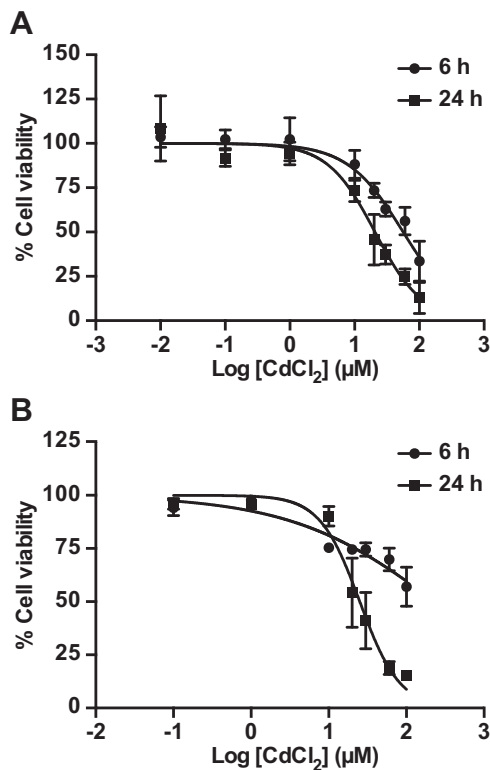 A
150
125
100
75
50
25
0
% Cell viability
6 h
24 h
-3 -2 -1 0 1 2 3
Log [CdCl₂] (µM)
B
125
100
75
50
25
0
% Cell viability
6 h
24 h
-2 -1 0 1 2 3
Log [CdCl₂] (µM)